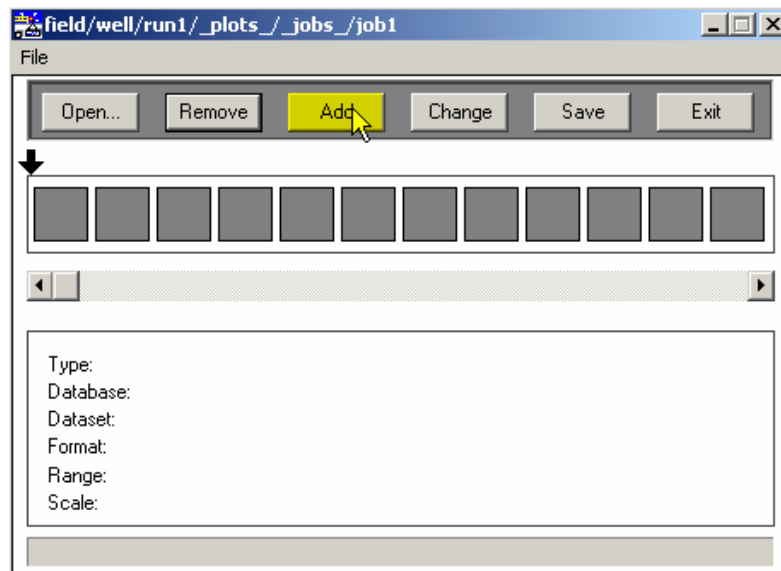 field/well/run1/_plots_/_jobs_/job1
File
Open... Remove Add Change Save Exit
Type:
Database:
Dataset:
Format:
Range:
Scale: